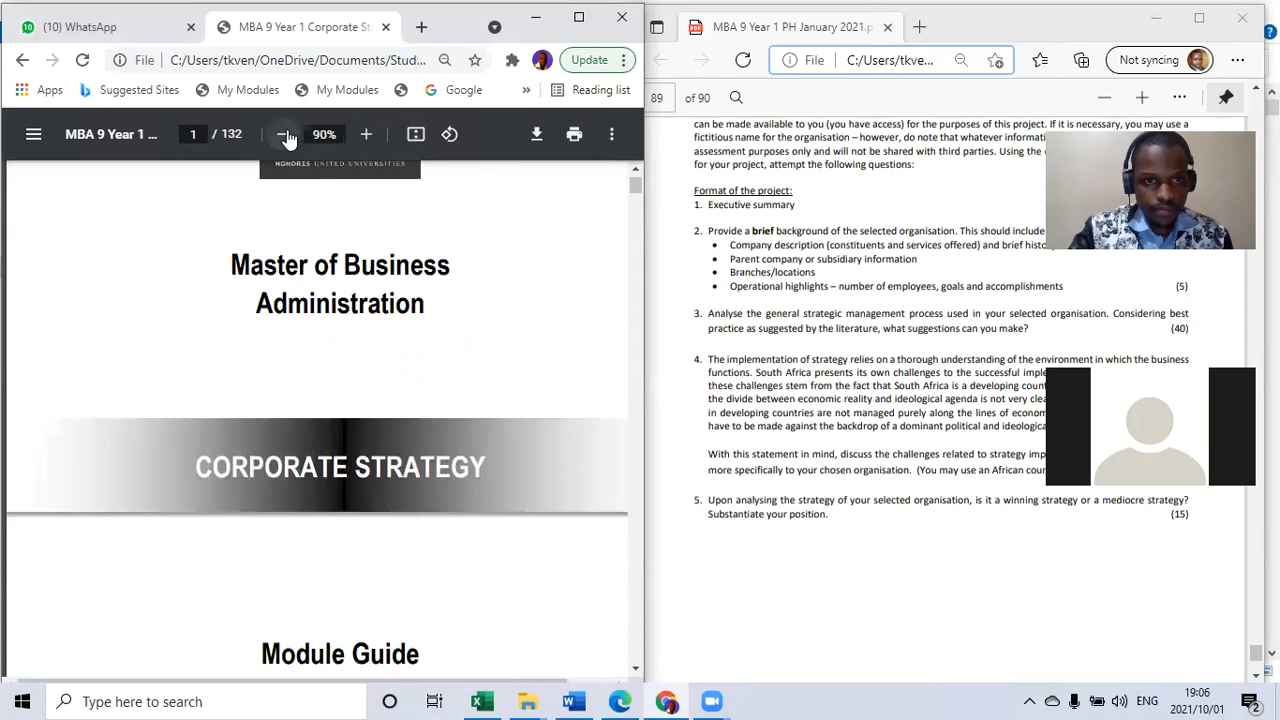 (10) WhatsApp
MBA 9 Year 1 Corporate St
MBA 9 Year 1 PH January 2021.p
File
C:/Users/tkven/OneDrive/Documents/Stud...
Update
File
C:/Users/tkve...
Not syncing
Apps
Suggested Sites
My Modules
My Modules
Google
»
Reading list
89 of 90
MBA 9 Year 1 ...
1 / 132
90%
HONORIS UNITED UNIVERSITIES
Master of Business
Administration
CORPORATE STRATEGY
Module Guide
can be made available to you (you have access) for the purposes of this project. If it is necessary, you may use a
fictitious name for the organisation – however, do note that whatever informati
assessment purposes only and will not be shared with third parties. Using the
for your project, attempt the following questions:
Format of the project:
1. Executive summary
2. Provide a brief background of the selected organisation. This should include
• Company description (constituents and services offered) and brief hist
• Parent company or subsidiary information
• Branches/locations
• Operational highlights – number of employees, goals and accomplishments (5)
3. Analyse the general strategic management process used in your selected organisation. Considering best
practice as suggested by the literature, what suggestions can you make? (40)
4. The implementation of strategy relies on a thorough understanding of the environment in which the business
functions. South Africa presents its own challenges to the successful imple
these challenges stem from the fact that South Africa is a developing count
the divide between economic reality and ideological agenda is not very clea
in developing countries are not managed purely along the lines of econom
have to be made against the backdrop of a dominant political and ideologica
With this statement in mind, discuss the challenges related to strategy imp
more specifically to your chosen organisation. (You may use an African coun
5. Upon analysing the strategy of your selected organisation, is it a winning strategy or a mediocre strategy?
Substantiate your position. (15)
Type here to search
ENG
19:06
2021/10/01
2